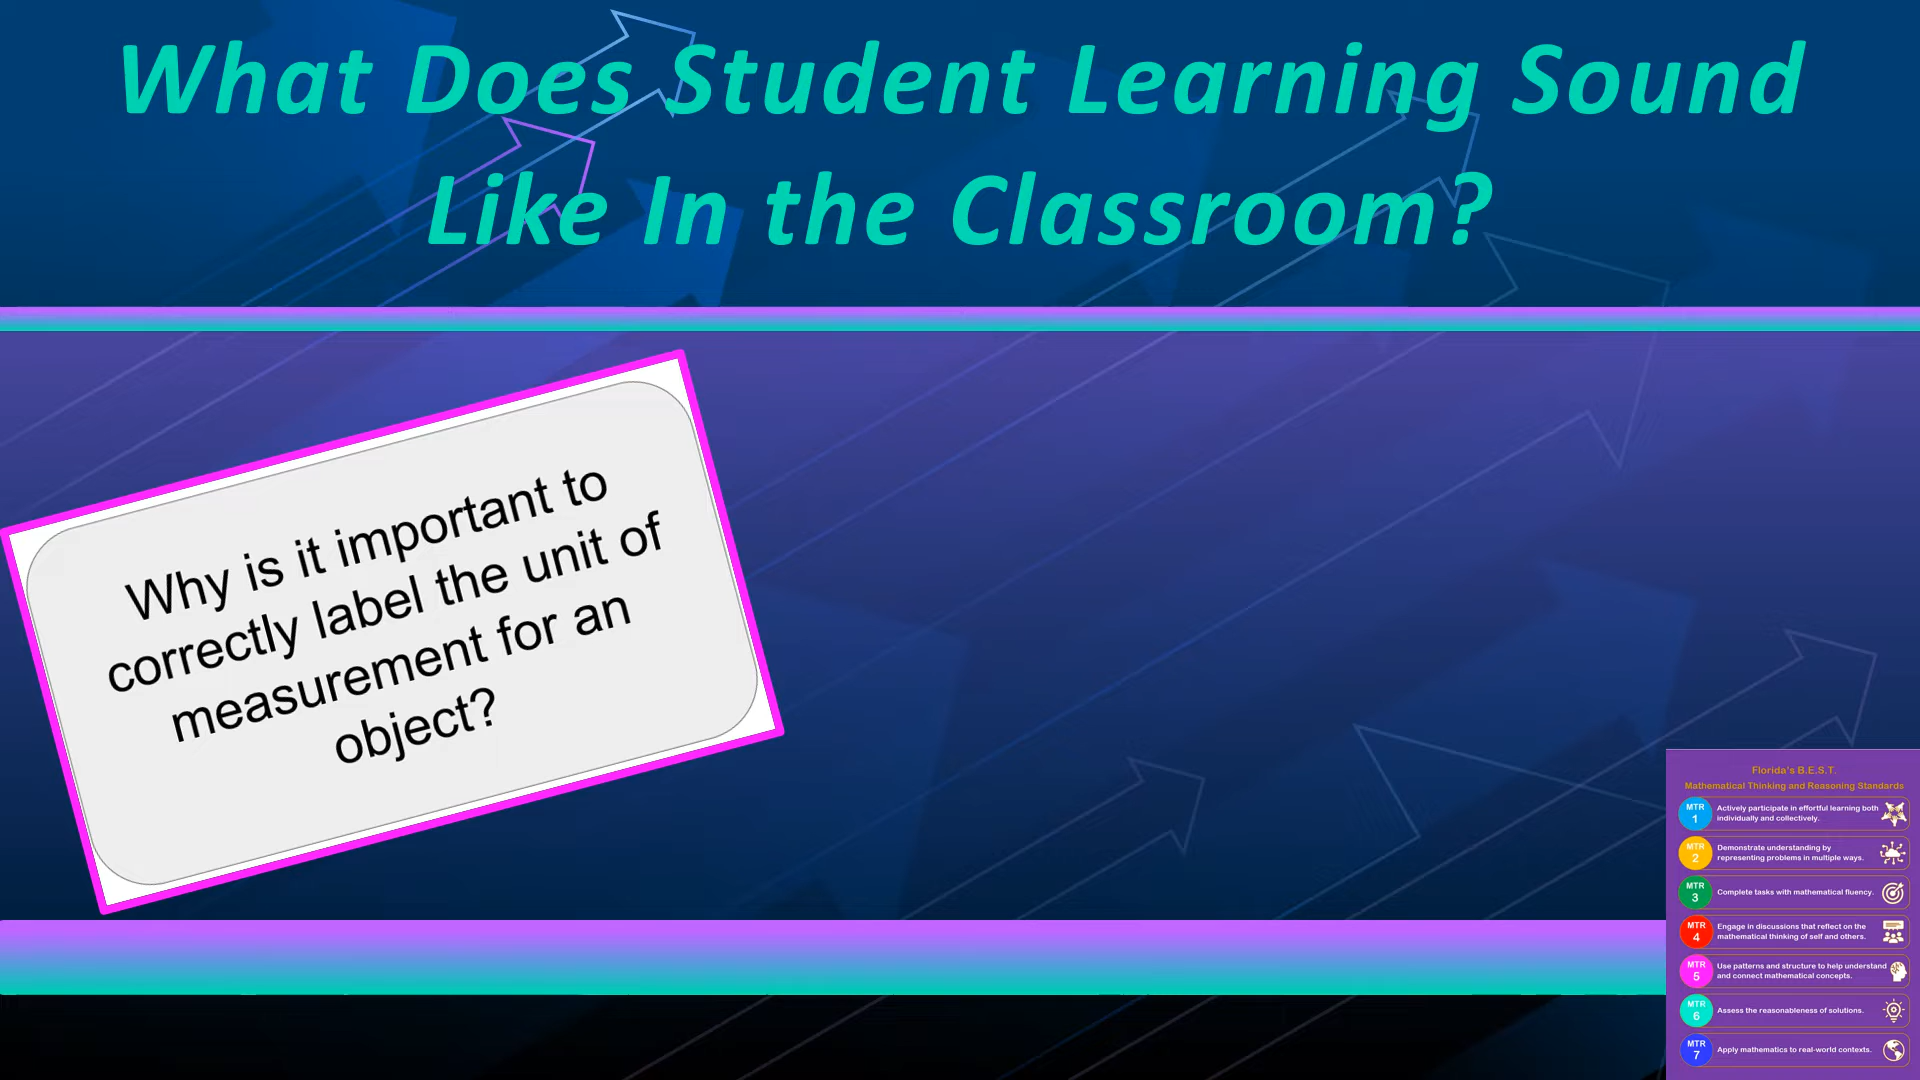 What Does Student Learning Sound
Like In the Classroom?
Why is it important to
correctly label the unit of
measurement for an
object?
Florida's B.E.S.T.
Mathematical Thinking and Reasoning Standards
MTR
1
Actively participate in effortful learning both
individually and collectively.
MTR
2
Demonstrate understanding by
representing problems in multiple ways.
MTR
3
Complete tasks with mathematical fluency.
MTR
4
Engage in discussions that reflect on the
mathematical thinking of self and others.
MTR
5
Use patterns and structure to help understand
and connect mathematical concepts.
MTR
6
Assess the reasonableness of solutions.
MTR
7
Apply mathematics to real-world contexts.